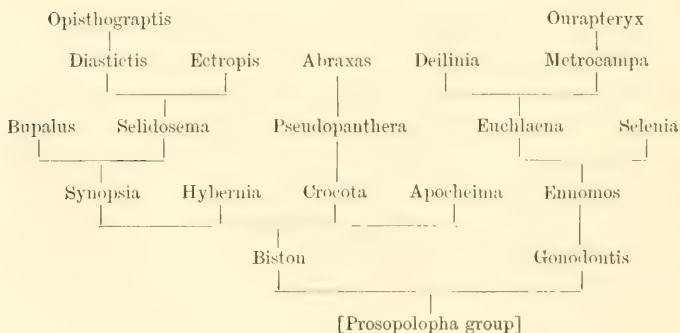 Opisthograptis Ourapteryx
Diastictis Ectropis Abraxas Deilinia Metrocampa
Bupalus Selidosema Pseudopanthera Euchlaena Selenia
Synopsia Hybernia Crocota Apocheima Ennomos
Biston Gonodontis
[Prosopolopha group]